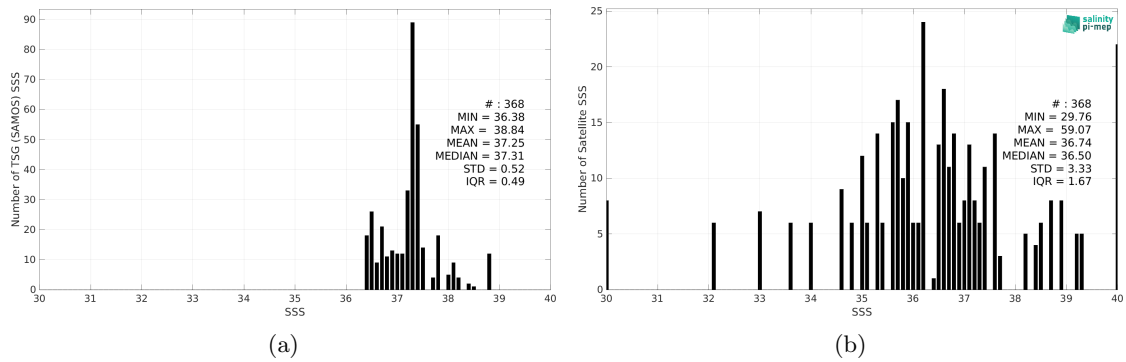 Number of TSG (SAMOS) SSS
90
80
70
60
50
40
30
20
10
0
30 31 32 33 34 35 36 37 38 39 40
SSS
# : 368
MIN = 36.38
MAX = 38.84
MEAN = 37.25
MEDIAN = 37.31
STD = 0.52
IQR = 0.49
(a)
Number of Satellite SSS
25
20
15
10
5
0
30 31 32 33 34 35 36 37 38 39 40
SSS
salinity
pi-mep
# : 368
MIN = 29.76
MAX = 59.07
MEAN = 36.74
MEDIAN = 36.50
STD = 3.33
IQR = 1.67
(b)